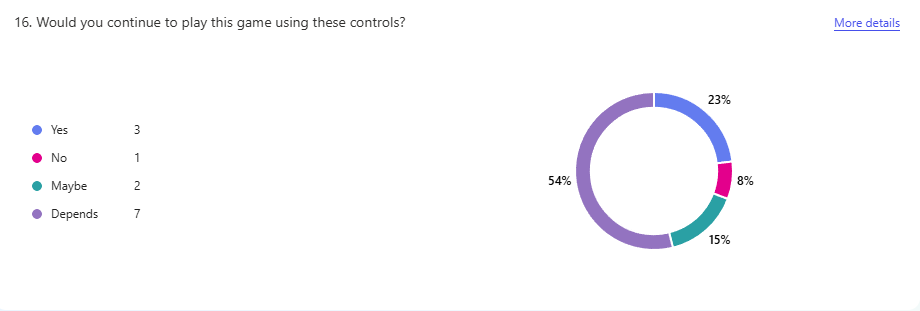 16. Would you continue to play this game using these controls?
More details
Yes 3
No 1
Maybe 2
Depends 7
23%
8%
15%
54%